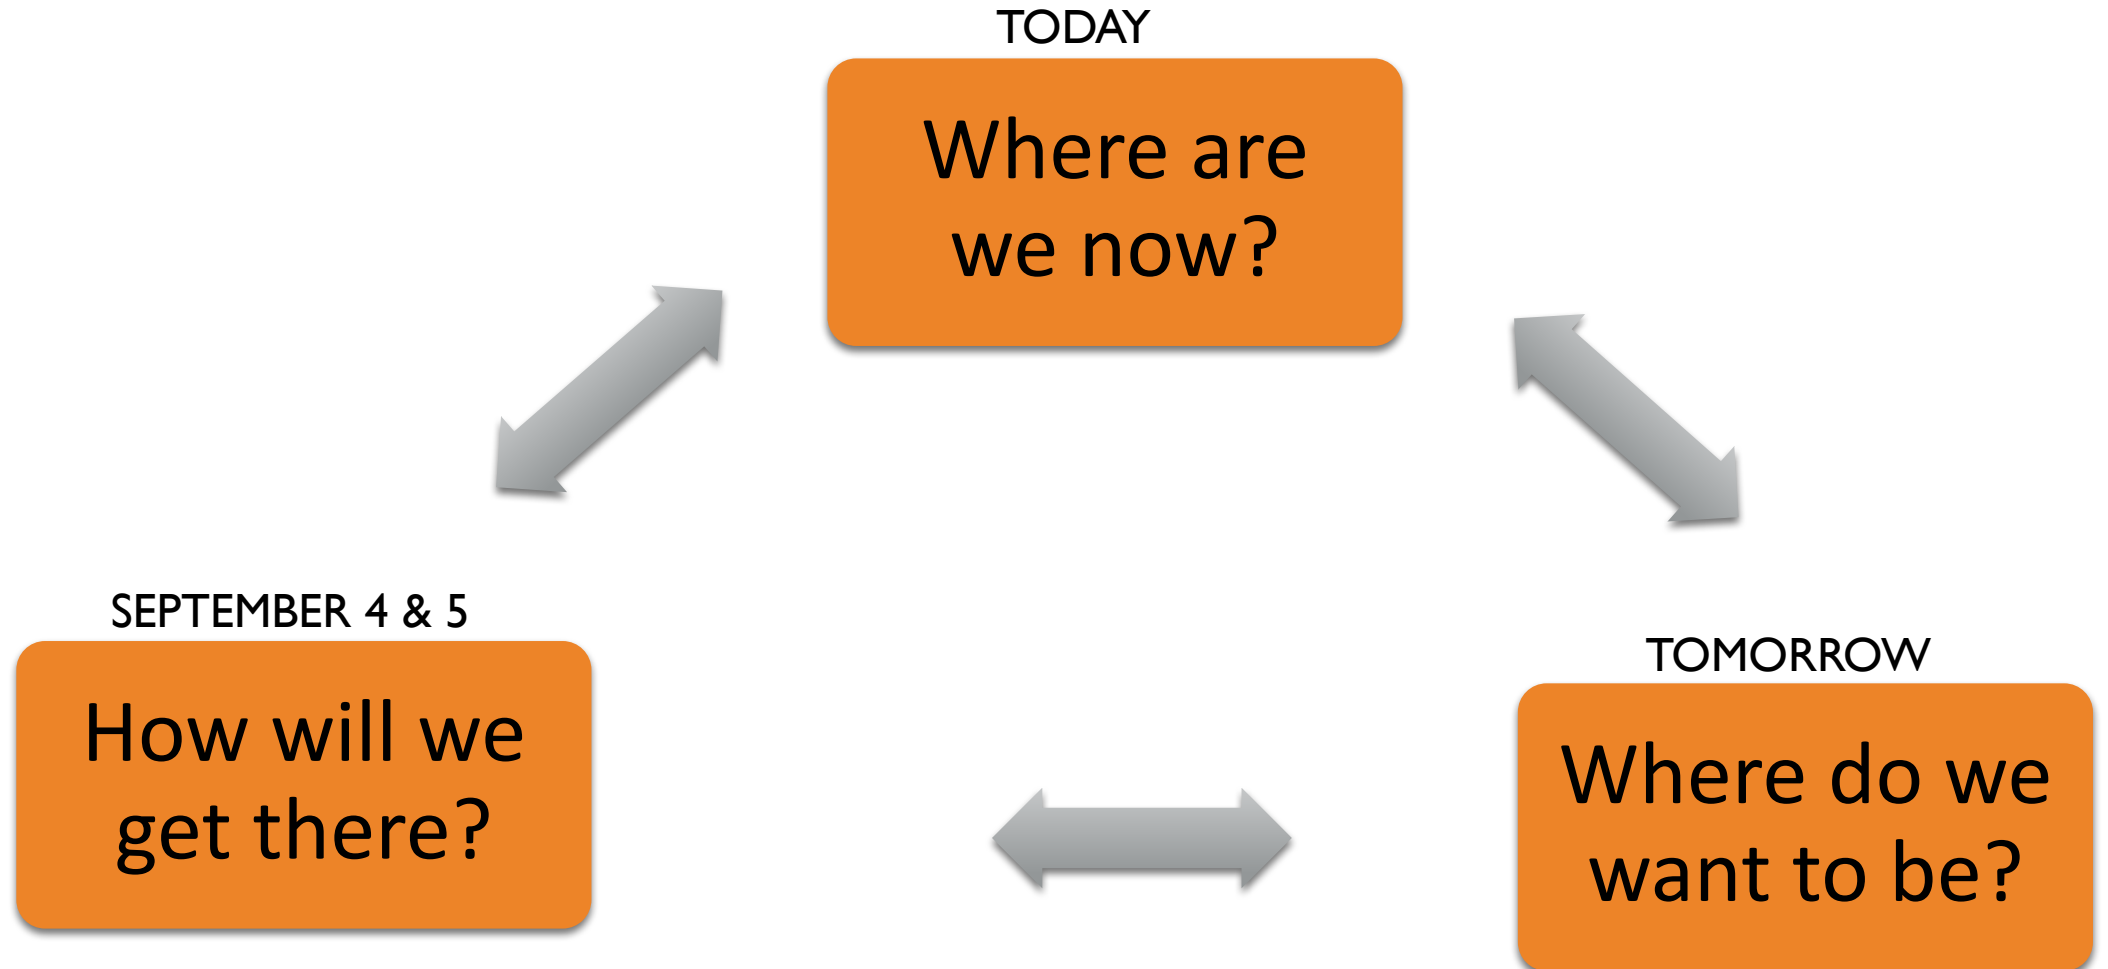 TODAY
Where are
we now?
SEPTEMBER 4 & 5
How will we
get there?
TOMORROW
Where do we
want to be?